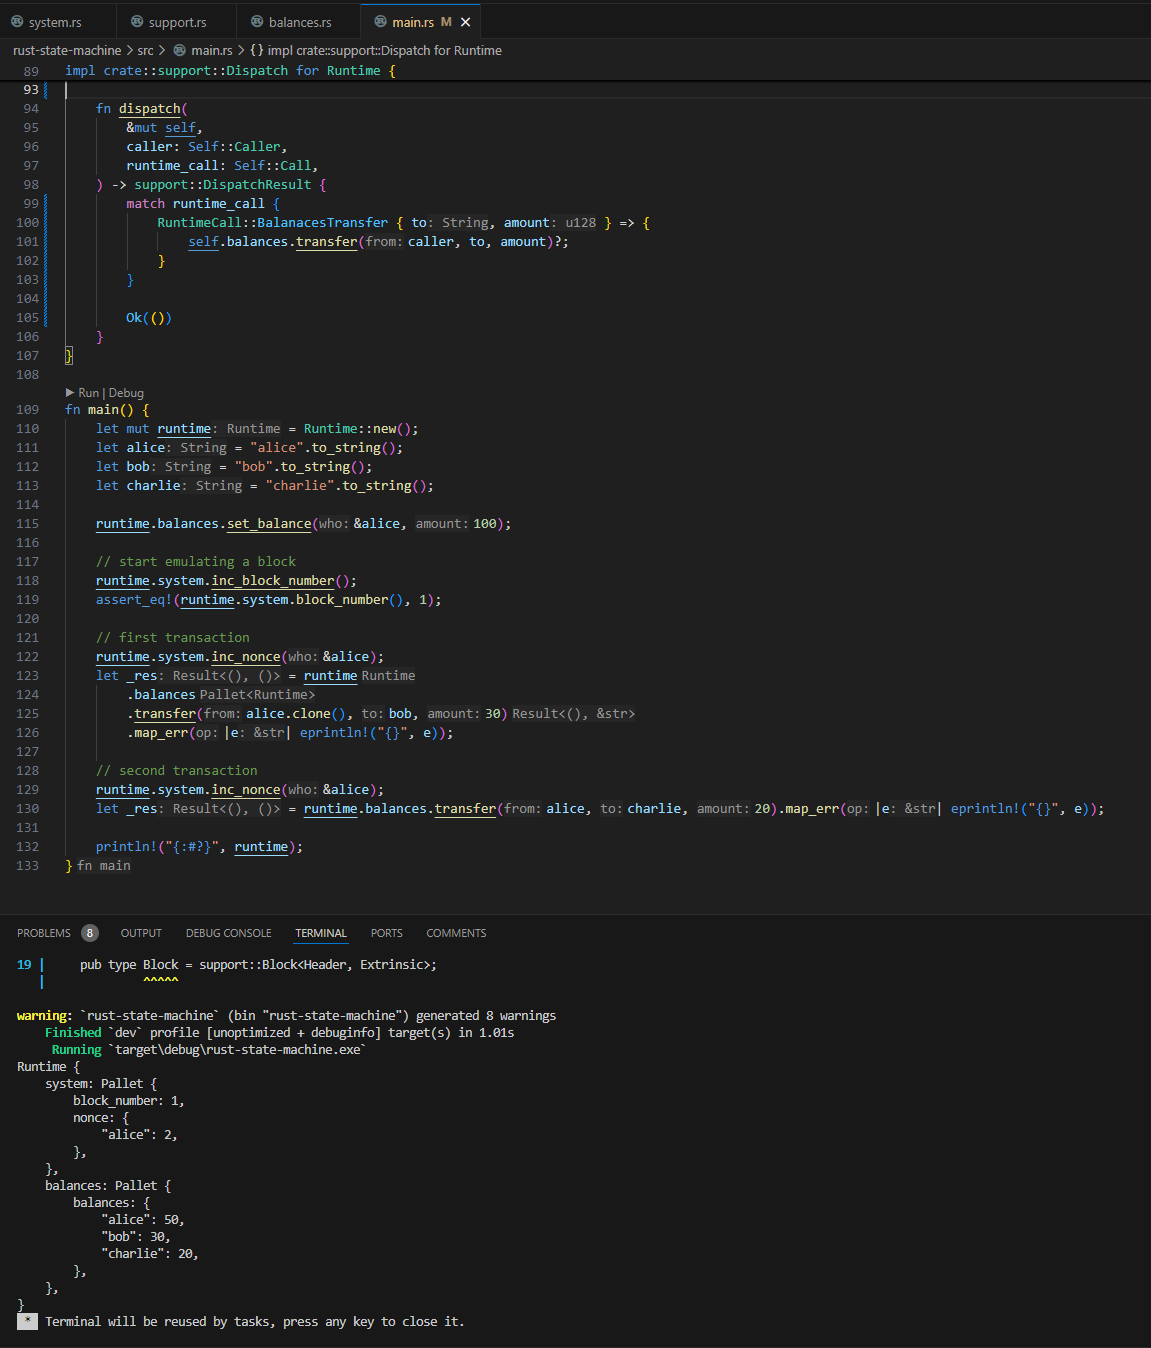 system.rs support.rs balances.rs main.rs M
rust-state-machine > src > main.rs > {} impl crate::support::Dispatch for Runtime
89 impl crate::support::Dispatch for Runtime {
93
94 fn dispatch(
95 &mut self,
96 caller: Self::Caller,
97 runtime_call: Self::Call,
98 ) -> support::DispatchResult {
99 match runtime_call {
100 RuntimeCall::BalanacesTransfer { to: String, amount: u128 } => {
101 self.balances.transfer(from: caller, to, amount)?;
102 }
103 }
104
105 Ok(())
106 }
107 }
108
Run | Debug
109 fn main() {
110 let mut runtime: Runtime = Runtime::new();
111 let alice: String = "alice".to_string();
112 let bob: String = "bob".to_string();
113 let charlie: String = "charlie".to_string();
114
115 runtime.balances.set_balance(who: &alice, amount: 100);
116
117 // start emulating a block
118 runtime.system.inc_block_number();
119 assert_eq!(runtime.system.block_number(), 1);
120
121 // first transaction
122 runtime.system.inc_nonce(who: &alice);
123 let _res: Result<(), ()> = runtime Runtime
124 .balances Pallet<Runtime>
125 .transfer(from: alice.clone(), to: bob, amount: 30) Result<(), &str>
126 .map_err(op: |e: &str| eprintln!("{}", e));
127
128 // second transaction
129 runtime.system.inc_nonce(who: &alice);
130 let _res: Result<(), ()> = runtime.balances.transfer(from: alice, to: charlie, amount: 20).map_err(op: |e: &str| eprintln!("{}", e));
131
132 println!("{:#?}", runtime);
133 } fn main
PROBLEMS 8 OUTPUT DEBUG CONSOLE TERMINAL PORTS COMMENTS
19 | pub type Block = support::Block<Header, Extrinsic>;
| ^^^^^
warning: `rust-state-machine` (bin "rust-state-machine") generated 8 warnings
Finished `dev` profile [unoptimized + debuginfo] target(s) in 1.01s
Running `target\debug\rust-state-machine.exe`
Runtime {
system: Pallet {
block_number: 1,
nonce: {
"alice": 2,
},
},
balances: Pallet {
balances: {
"alice": 50,
"bob": 30,
"charlie": 20,
},
},
}
* Terminal will be reused by tasks, press any key to close it.